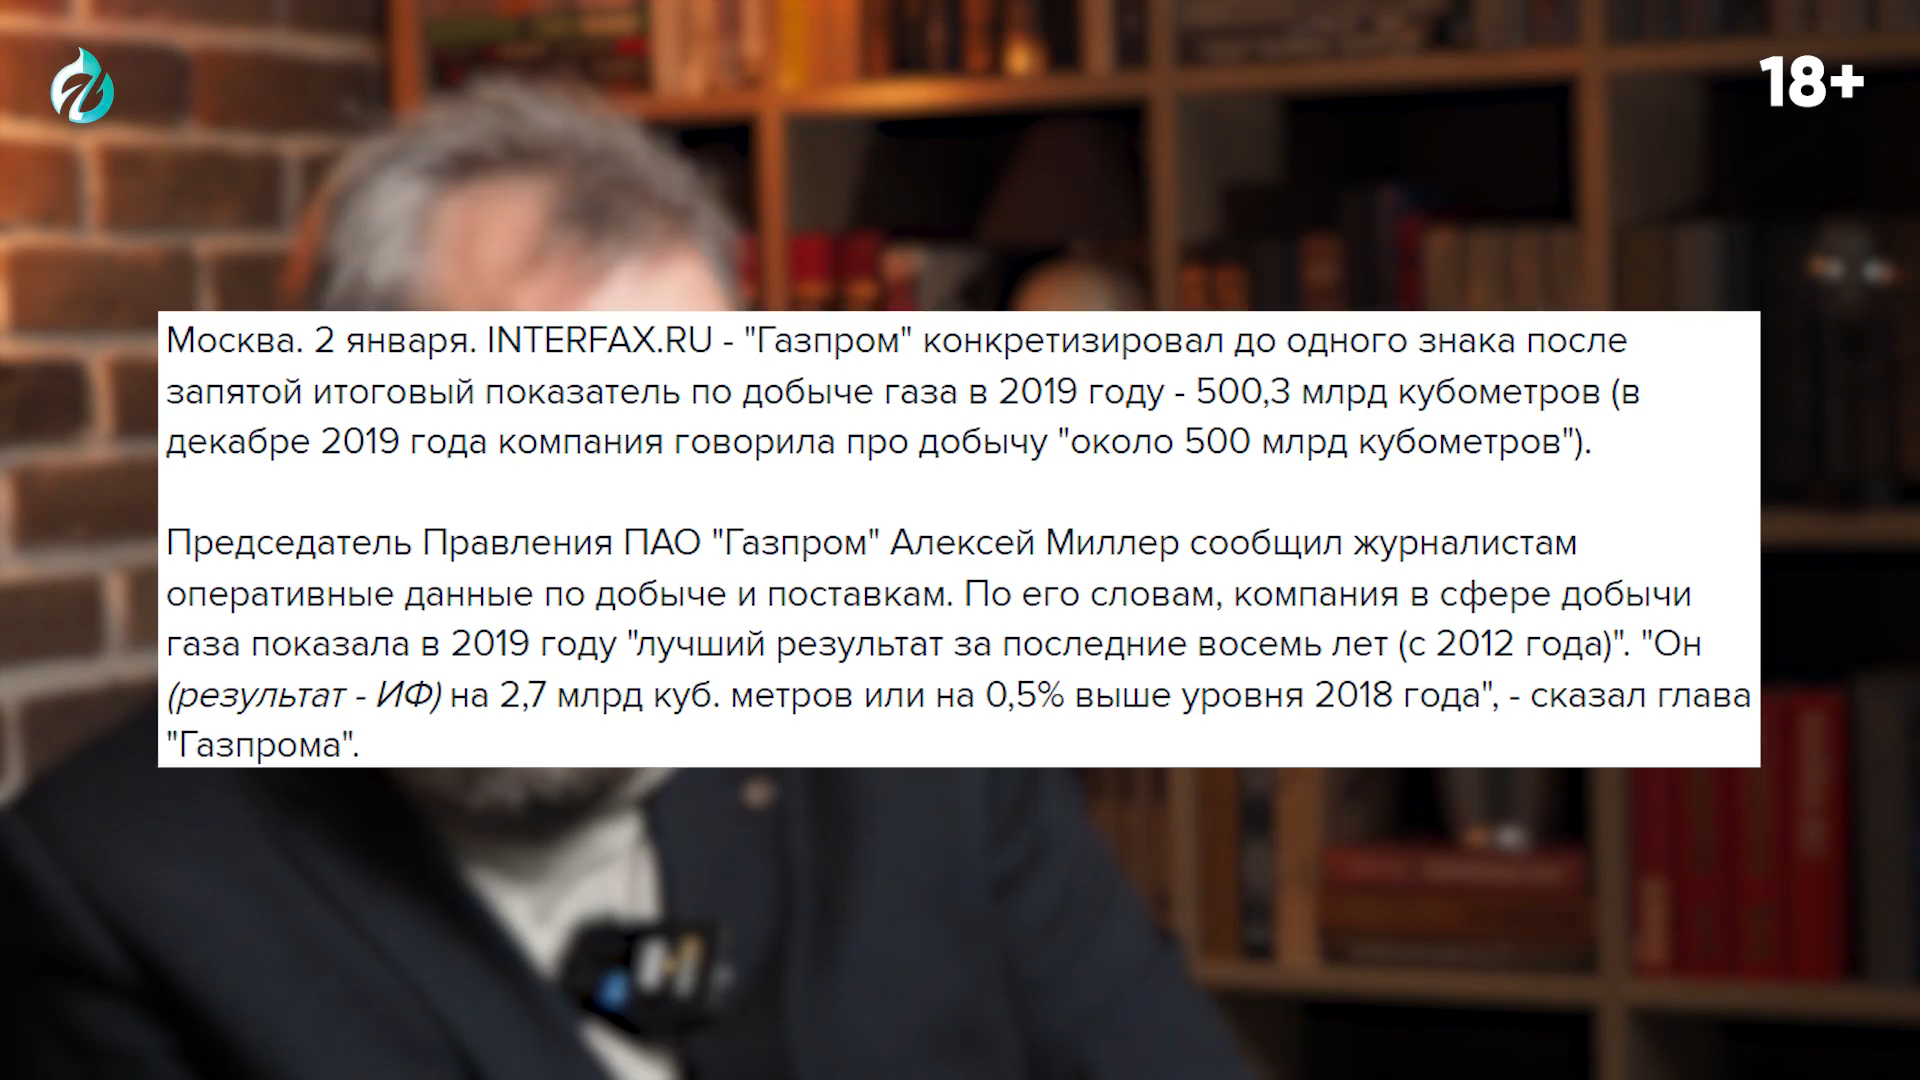 18+
Москва. 2 января. INTERFAX.RU - "Газпром" конкретизировал до одного знака после
запятой итоговый показатель по добыче газа в 2019 году - 500,3 млрд кубометров (в
декабре 2019 года компания говорила про добычу "около 500 млрд кубометров").
Председатель Правления ПАО "Газпром" Алексей Миллер сообщил журналистам
оперативные данные по добыче и поставкам. По его словам, компания в сфере добычи
газа показала в 2019 году "лучший результат за последние восемь лет (с 2012 года)". "Он
(результат - ИФ) на 2,7 млрд куб. метров или на 0,5% выше уровня 2018 года", - сказал глава
"Газпрома".